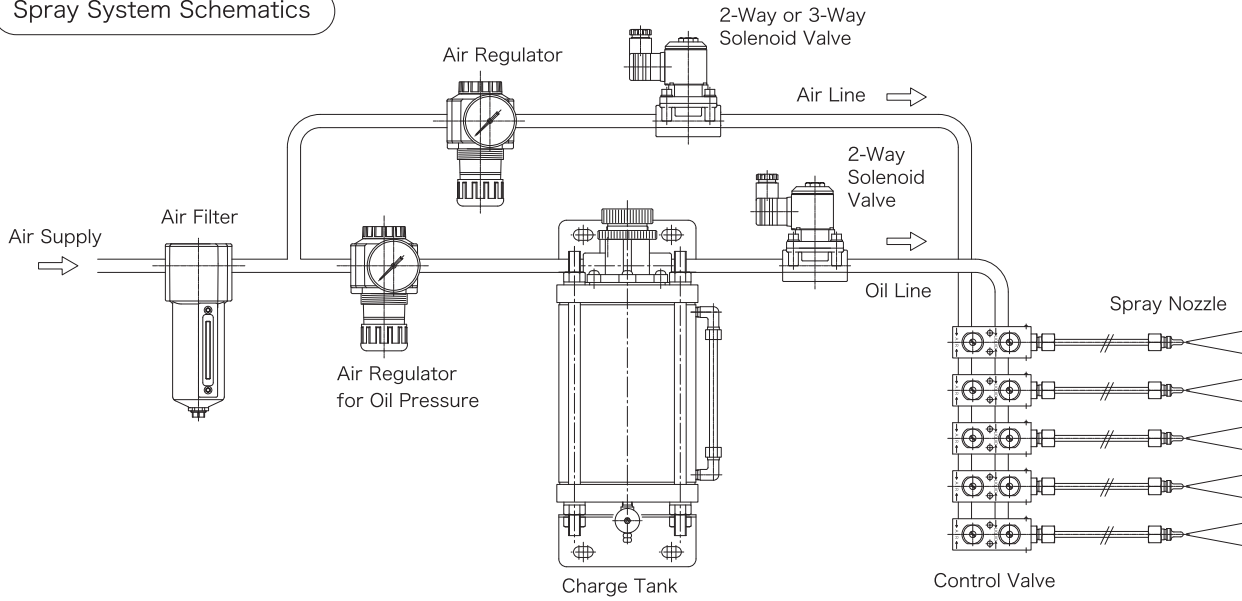 Spray System Schematics
2-Way or 3-Way
Solenoid Valve
Air Regulator
Air Line
2-Way
Solenoid
Valve
Air Filter
Air Supply
Oil Line
Spray Nozzle
Air Regulator
for Oil Pressure
Charge Tank
Control Valve